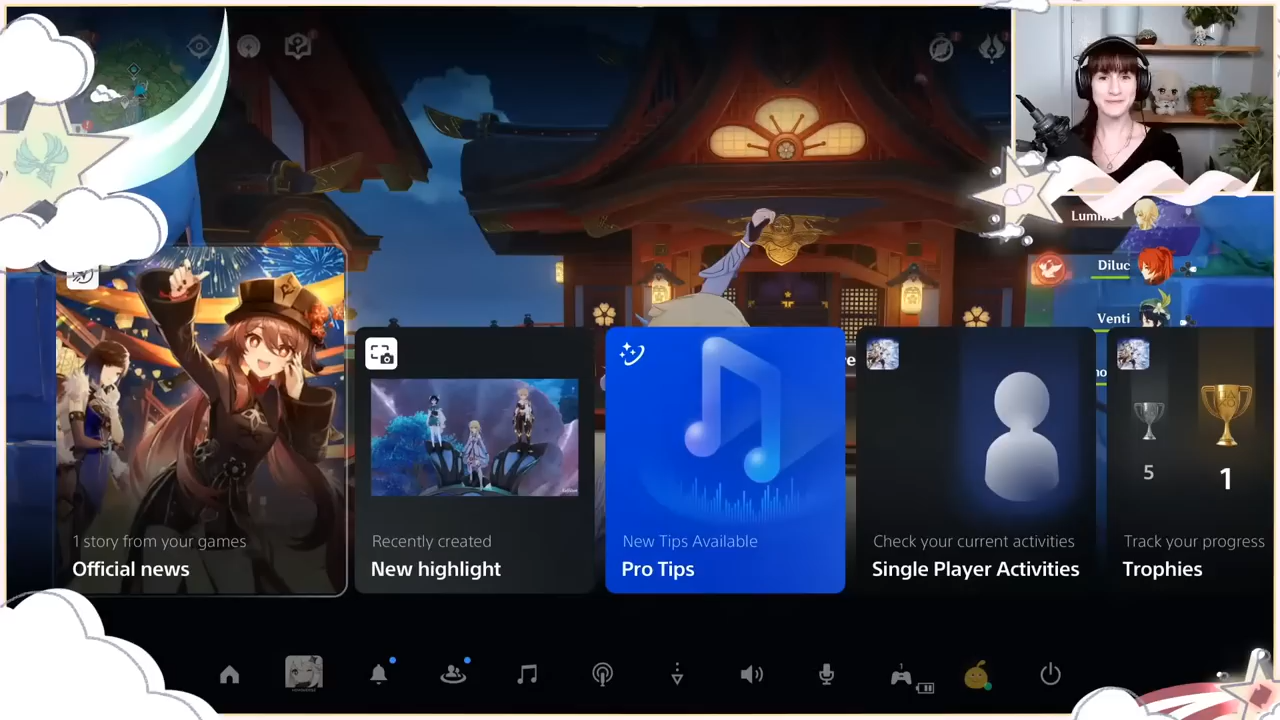 Lumine
Diluc
Venti
1 story from your games
Official news
Recently created
New highlight
New Tips Available
Pro Tips
Check your current activities
Single Player Activities
5
1
Track your progress
Trophies
1